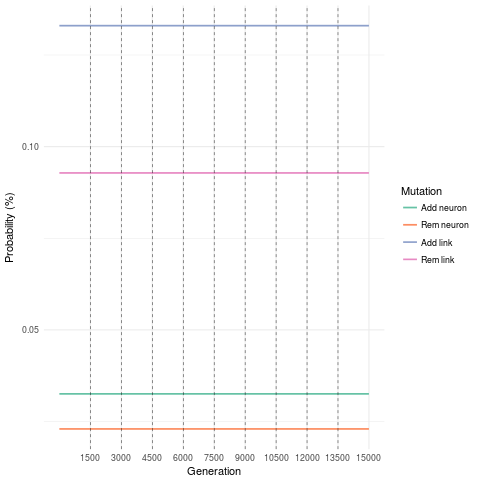 0.10
0.05
Probability (%)
1500 3000 4500 6000 7500 9000 10500 12000 13500 15000
Generation
Mutation
Add neuron
Rem neuron
Add link
Rem link